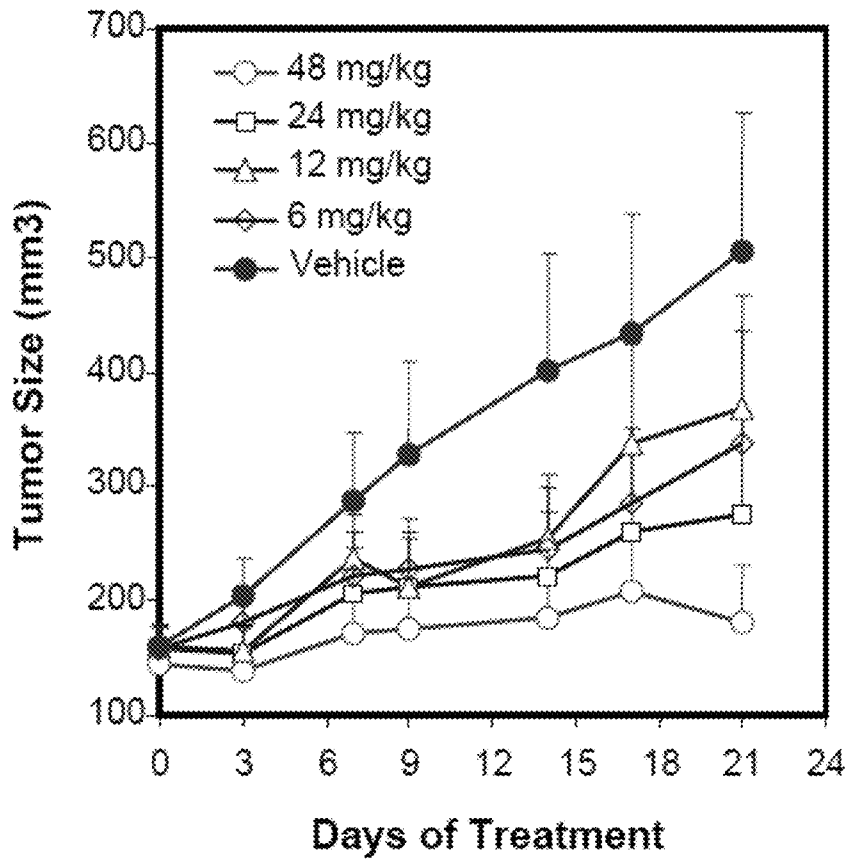 700
600
500
400
300
200
100
Tumor Size (mm3)
48 mg/kg
24 mg/kg
12 mg/kg
6 mg/kg
Vehicle
0 3 6 9 12 15 18 21 24
Days of Treatment